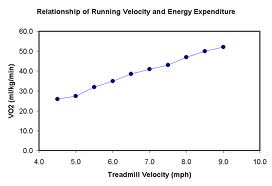 Relationship of Running Velocity and Energy Expenditure
60.0
50.0
40.0
30.0
20.0
10.0
0.0
VO2 (ml/kg/min)
4.0 5.0 6.0 7.0 8.0 9.0 10.0
Treadmill Velocity (mph)